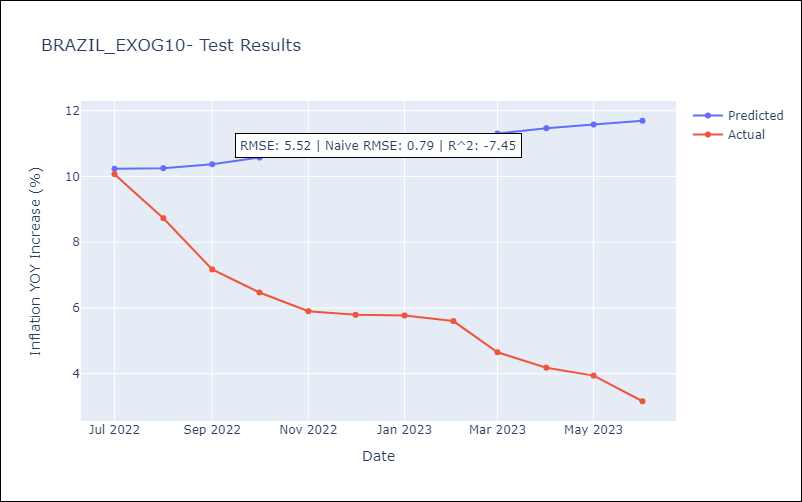 BRAZIL_EXOG10- Test Results
RMSE: 5.52 | Naive RMSE: 0.79 | R^2: -7.45
Predicted
Actual
Inflation YOY Increase (%)
12
10
8
6
4
Jul 2022
Sep 2022
Nov 2022
Jan 2023
Mar 2023
May 2023
Date